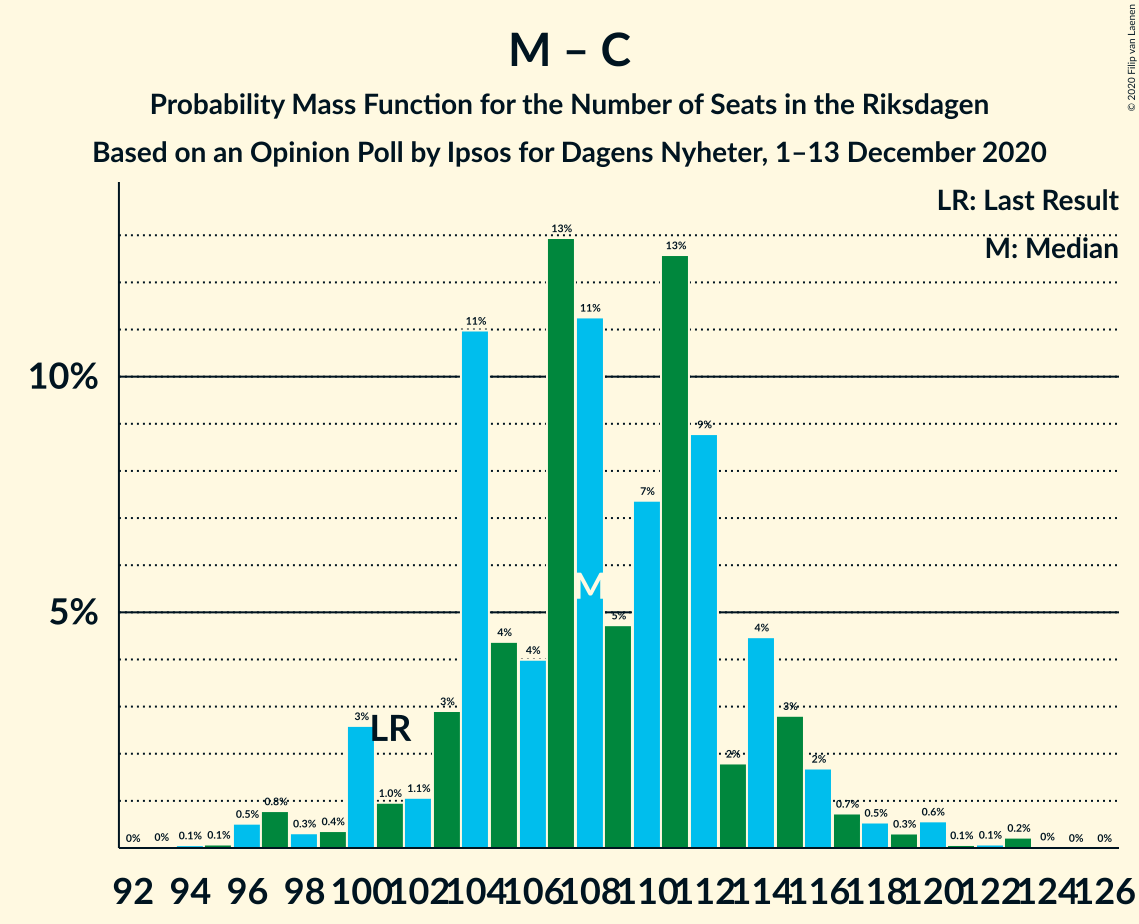 M – C
Probability Mass Function for the Number of Seats in the Riksdagen
Based on an Opinion Poll by Ipsos for Dagens Nyheter, 1–13 December 2020
© 2020 Filip van Laenen
LR: Last Result
M: Median
10%
5%
0% 0% 0.1% 0.1% 0.5% 0.8% 0.3% 0.4% 3% 1.0% 1.1% 3% 11% 4% 4% 13% 11% 5% 7% 13% 9% 2% 4% 3% 2% 0.7% 0.5% 0.3% 0.6% 0.1% 0.1% 0.2% 0% 0% 0%
LR
M
92 94 96 98 100 102 104 106 108 110 112 114 116 118 120 122 124 126